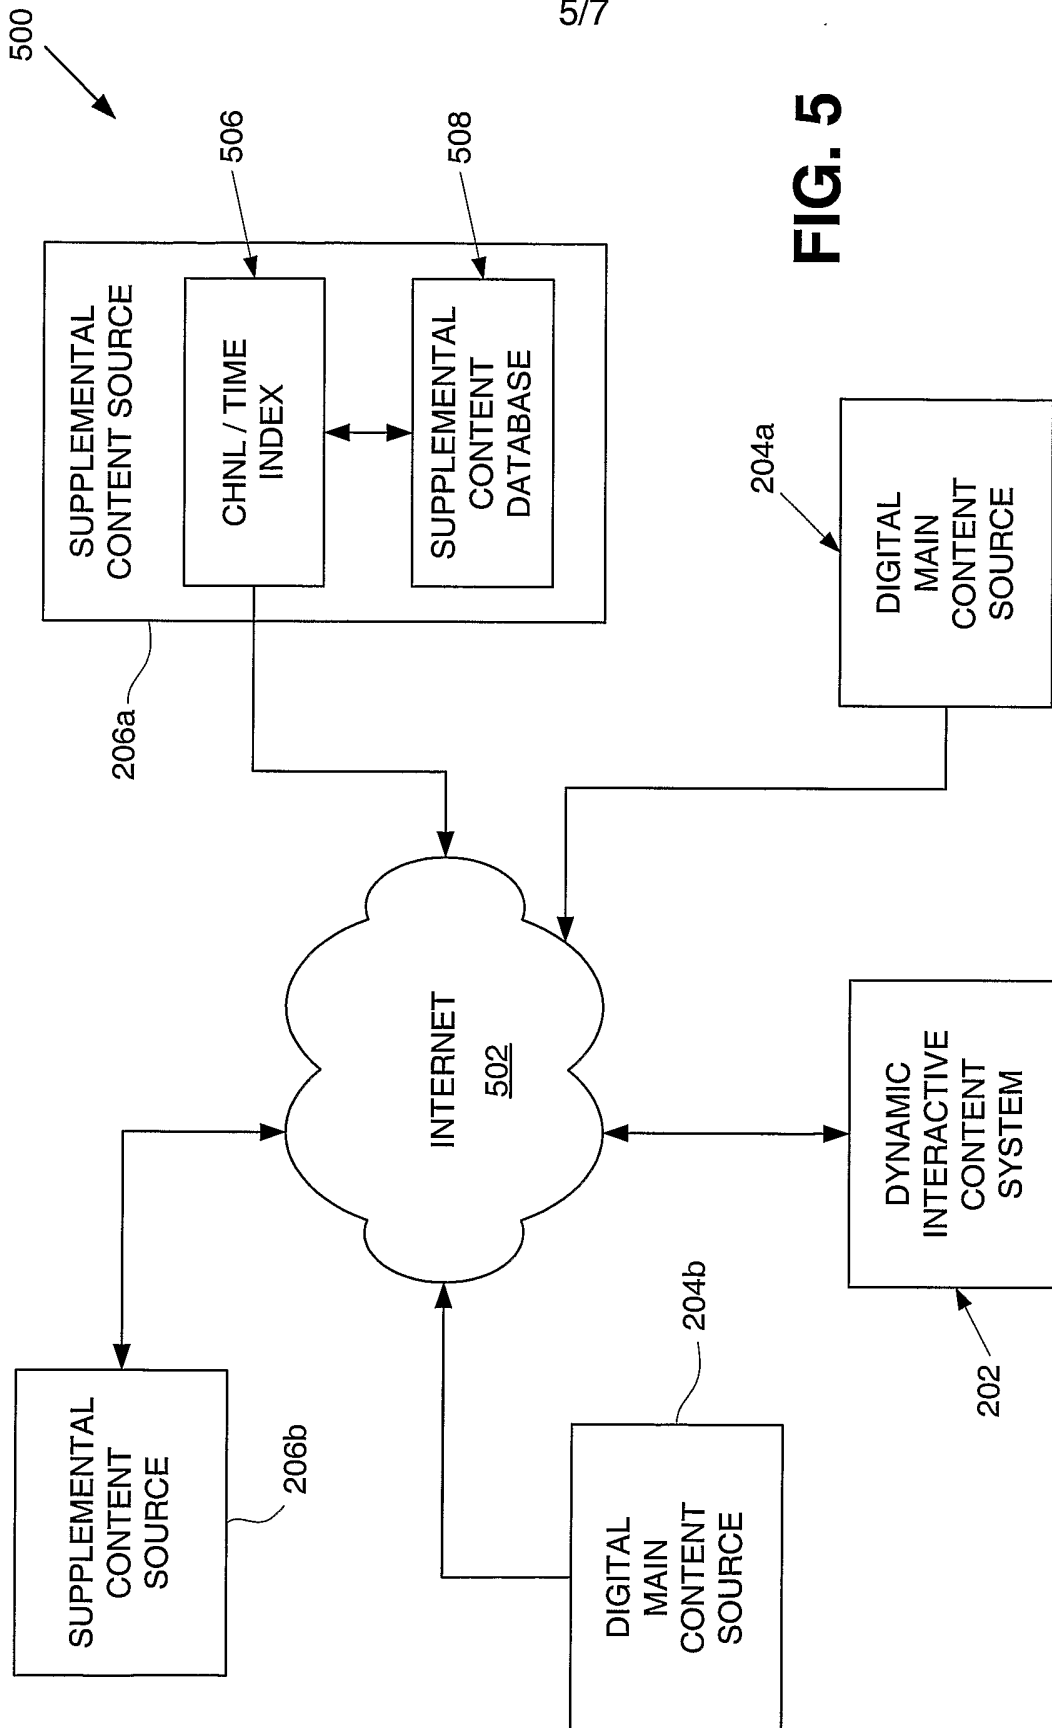 5/7
500
SUPPLEMENTAL
CONTENT SOURCE
506
CHNL / TIME
INDEX
508
SUPPLEMENTAL
CONTENT
DATABASE
206a
204a
DIGITAL
MAIN
CONTENT
SOURCE
INTERNET
502
SUPPLEMENTAL
CONTENT
SOURCE
206b
DIGITAL
MAIN
CONTENT
SOURCE
204b
DYNAMIC
INTERACTIVE
CONTENT
SYSTEM
202
FIG. 5